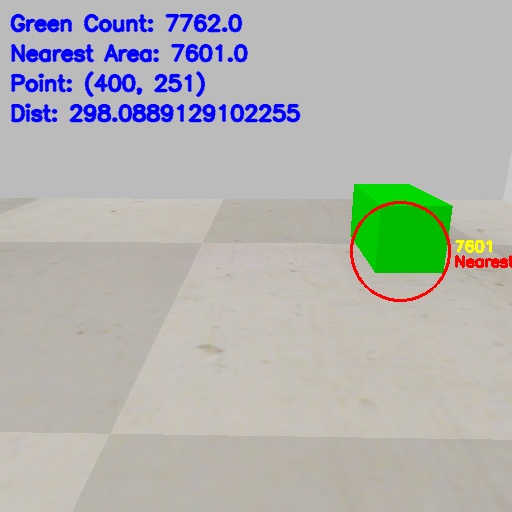 Green Count: 7762.0
Nearest Area: 7601.0
Point: (400, 251)
Dist: 298.0889129102255
7601
Nearest